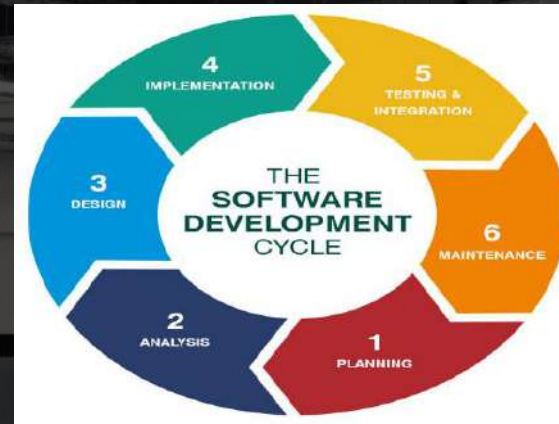 THE
SOFTWARE
DEVELOPMENT
CYCLE
1
PLANNING
2
ANALYSIS
3
DESIGN
4
IMPLEMENTATION
5
TESTING &
INTEGRATION
6
MAINTENANCE